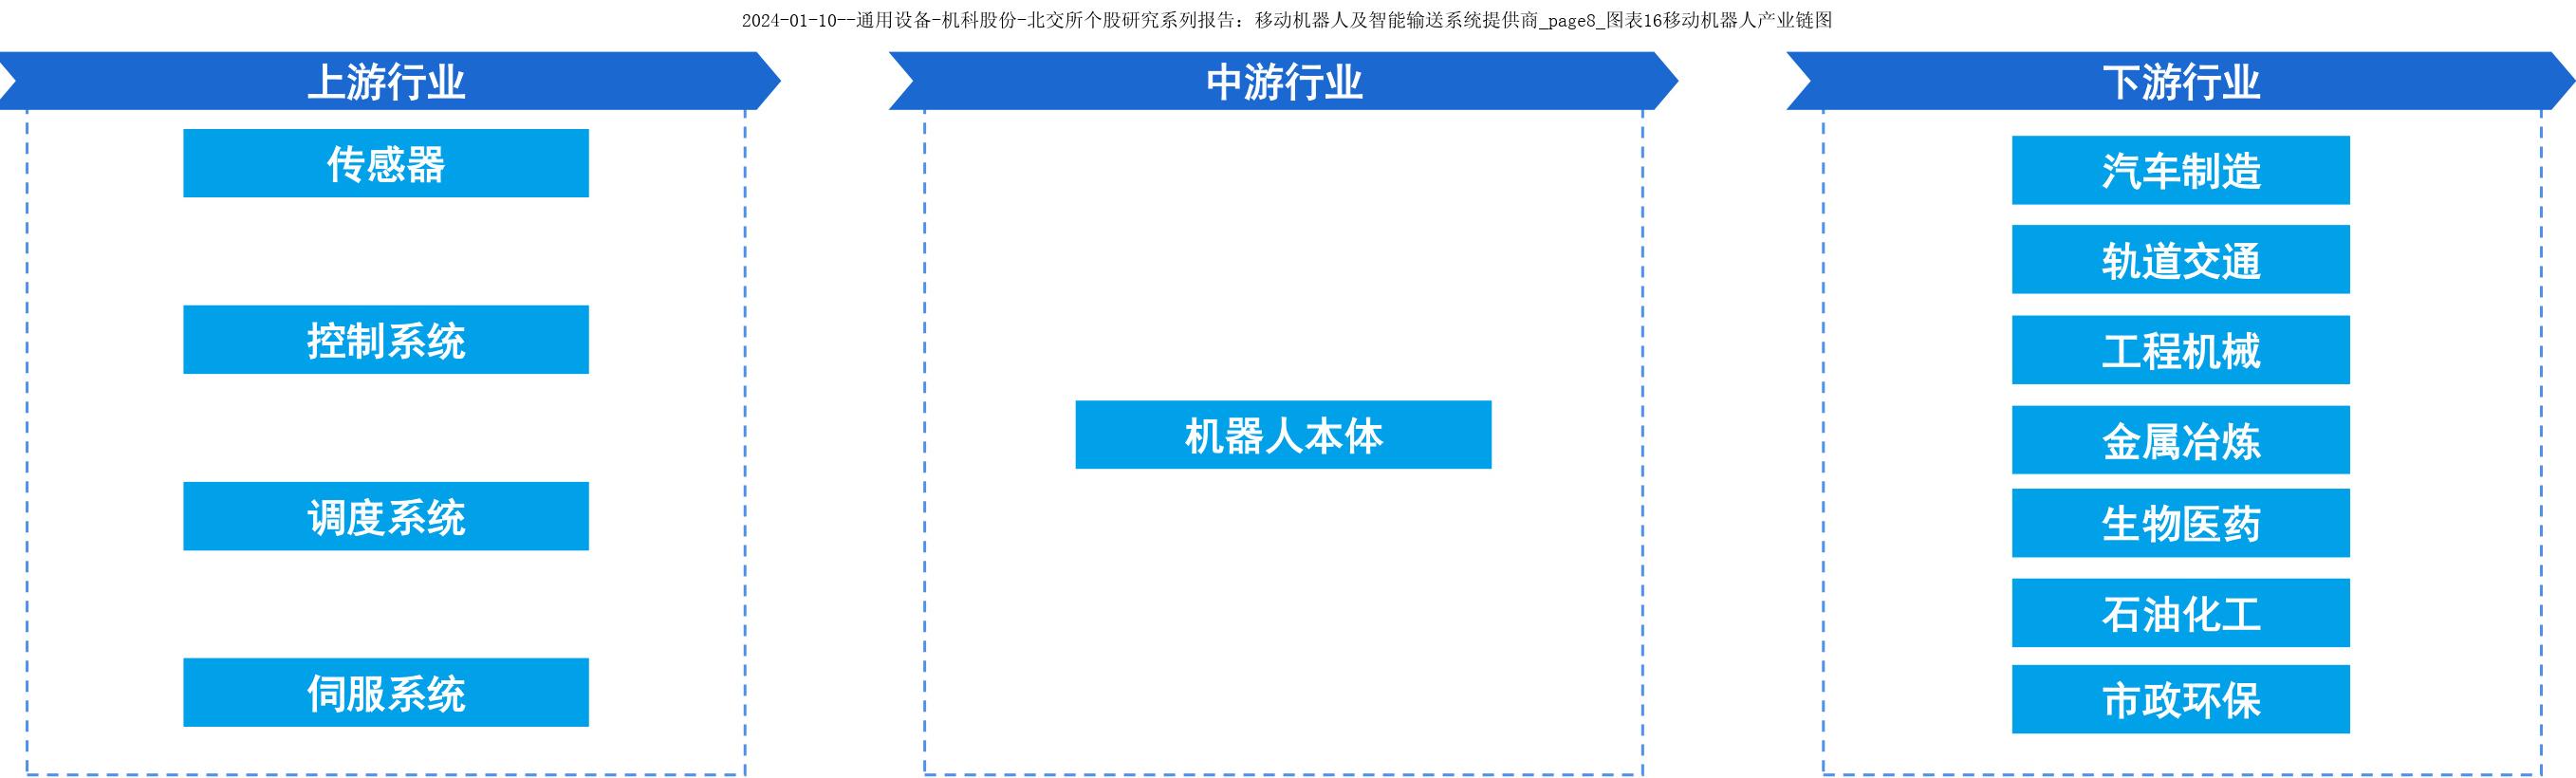 2024-01-10--通用设备-机科股份-北交所个股研究系列报告：移动机器人及智能输送系统提供商_page8_图表16移动机器人产业链图
上游行业
传感器
控制系统
调度系统
伺服系统
中游行业
机器人本体
下游行业
汽车制造
轨道交通
工程机械
金属冶炼
生物医药
石油化工
市政环保